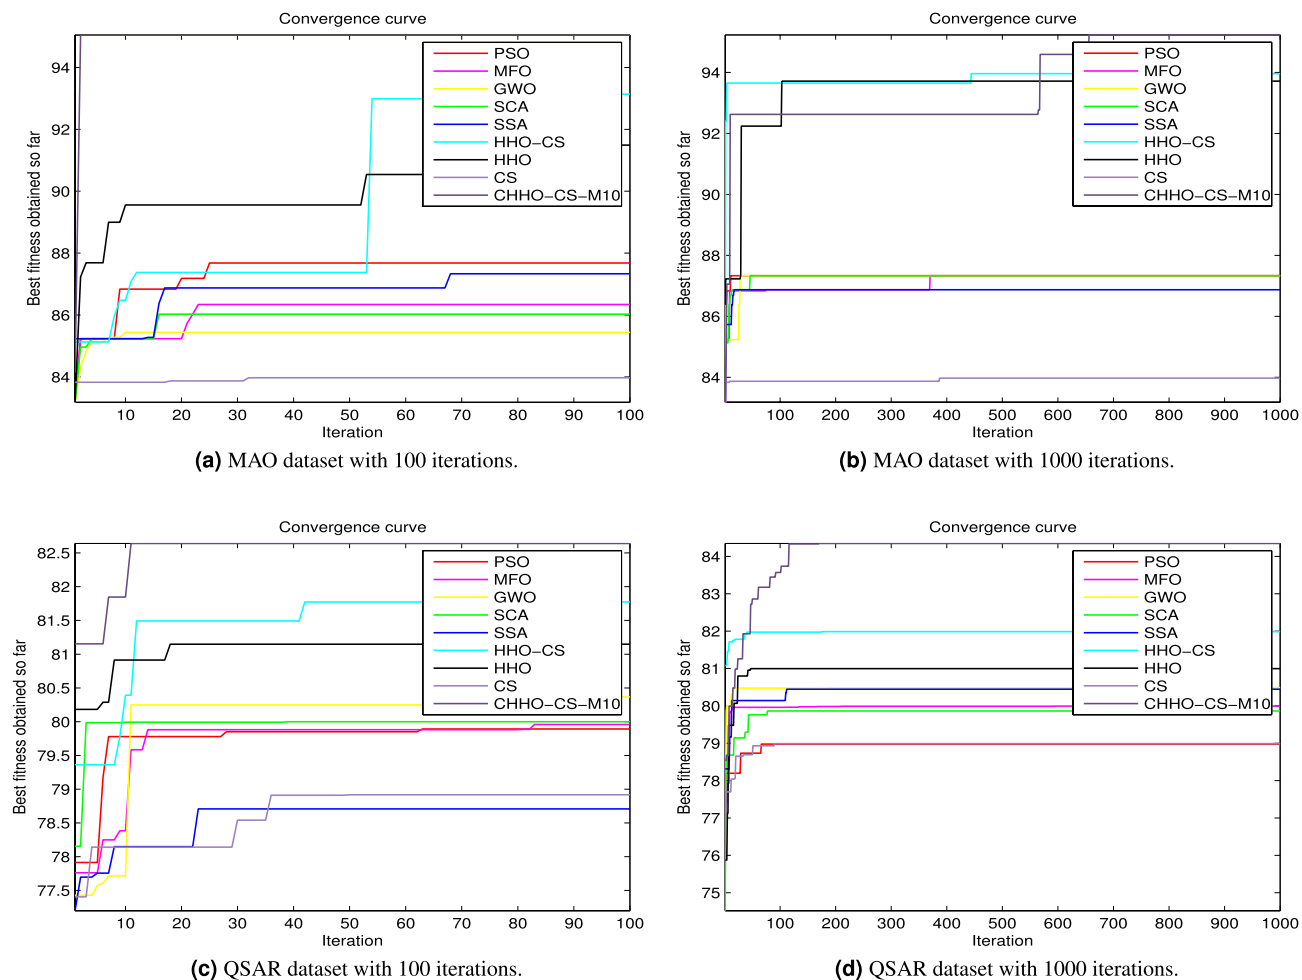 Convergence curve
Best fitness obtained so far
94
92
90
88
86
84
10 20 30 40 50 60 70 80 90 100
Iteration
PSO
MFO
GWO
SCA
SSA
HHO-CS
HHO
CS
CHHO-CS-M10
(a) MAO dataset with 100 iterations.
Convergence curve
Best fitness obtained so far
94
92
90
88
86
84
100 200 300 400 500 600 700 800 900 1000
Iteration
PSO
MFO
GWO
SCA
SSA
HHO-CS
HHO
CS
CHHO-CS-M10
(b) MAO dataset with 1000 iterations.
Convergence curve
Best fitness obtained so far
82.5
82
81.5
81
80.5
80
79.5
79
78.5
78
77.5
10 20 30 40 50 60 70 80 90 100
Iteration
PSO
MFO
GWO
SCA
SSA
HHO-CS
HHO
CS
CHHO-CS-M10
(c) QSAR dataset with 100 iterations.
Convergence curve
Best fitness obtained so far
84
83
82
81
80
79
78
77
76
75
100 200 300 400 500 600 700 800 900 1000
Iteration
PSO
MFO
GWO
SCA
SSA
HHO-CS
HHO
CS
CHHO-CS-M10
(d) QSAR dataset with 1000 iterations.